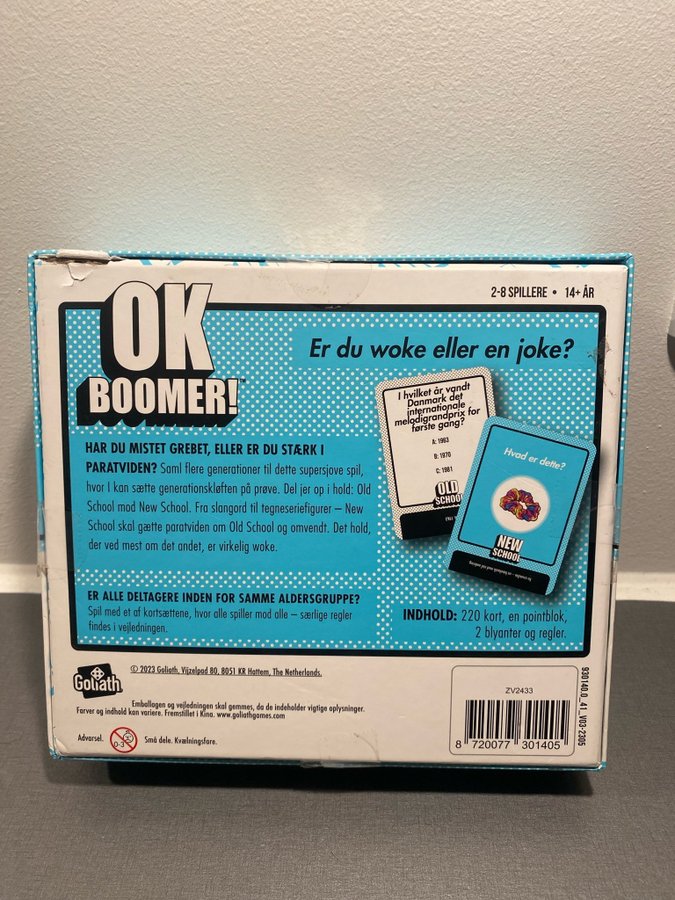 OK
BOOMER!™
2-8 SPILLERE • 14+ ÅR
Er du woke eller en joke?
HAR DU MISTET GREBET, ELLER ER DU STÆRK I
PARATVIDEN? Saml flere generationer til dette supersjove spil,
hvor I kan sætte generationskløften på prøve. Del jer op i hold: Old
School mod New School. Fra slangord til tegneseriefigurer – New
School skal gætte paratviden om Old School og omvendt. Det hold,
der ved mest om det andet, er virkelig woke.
I hvilket år vandt
Danmark det
internationale
melodigrandprix for
første gang?
A: 1963
B: 1970
C: 1981
OLD
SCHOOL
Hvad er dette?
NEW
SCHOOL
ER ALLE DELTAGERE INDEN FOR SAMME ALDERSGRUPPE?
Spil med et af kortsættene, hvor alle spiller mod alle – særlige regler
findes i vejledningen.
INDHOLD: 220 kort, en pointblok,
2 blyanter og regler.
Goliath
© 2023 Goliath, Vijzelpad 80, 8051 KR Hattem, The Netherlands.
Emballagen og vejledningen skal gemmes, da de indeholder vigtige oplysninger.
Farver og indhold kan variere. Fremstillet i Kina. www.goliathgames.com
Advarsel.
0-3
Små dele. Kvælningsfare.
ZV2433
8 720077 301405
930140.0_41_V03-2305